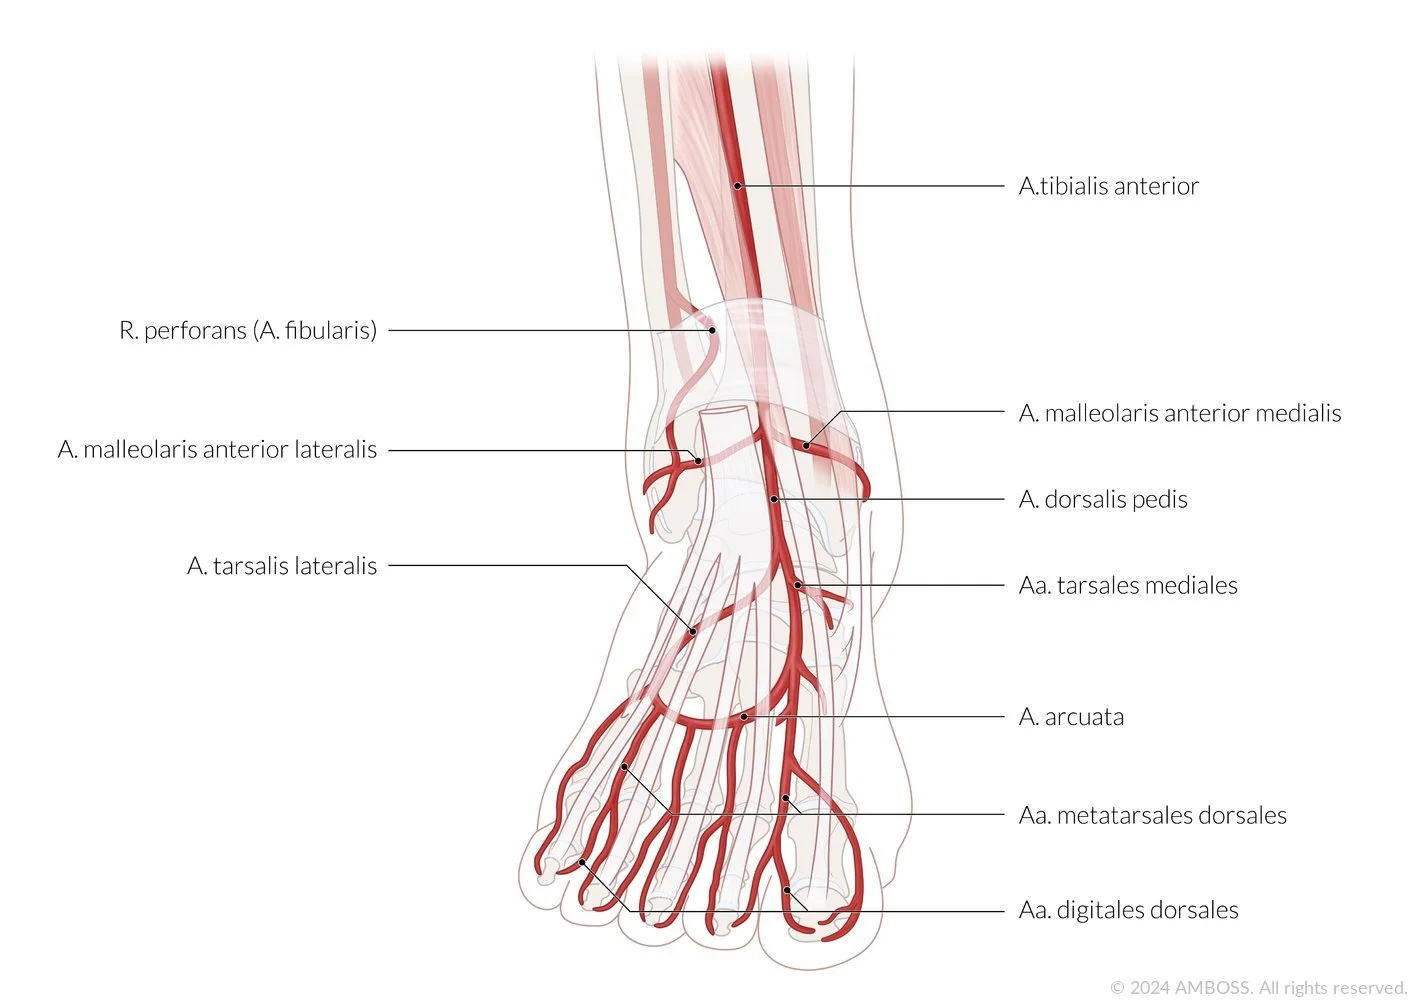 A.tibialis anterior
R. perforans (A. fibularis)
A. malleolaris anterior medialis
A. malleolaris anterior lateralis
A. dorsalis pedis
A. tarsalis lateralis
Aa. tarsales mediales
A. arcuata
Aa. metatarsales dorsales
Aa. digitales dorsales
© 2024 AMBOSS. All rights reserved.